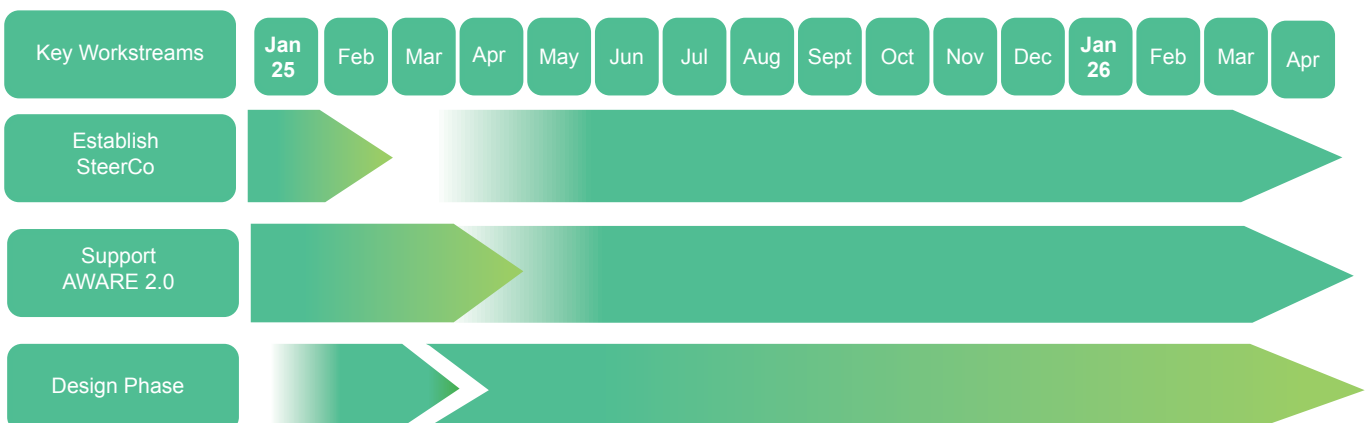 Key Workstreams
Jan
25
Feb
Mar
Apr
May
Jun
Jul
Aug
Sept
Oct
Nov
Dec
Jan
26
Feb
Mar
Apr
Establish
SteerCo
Support
AWARE 2.0
Design Phase